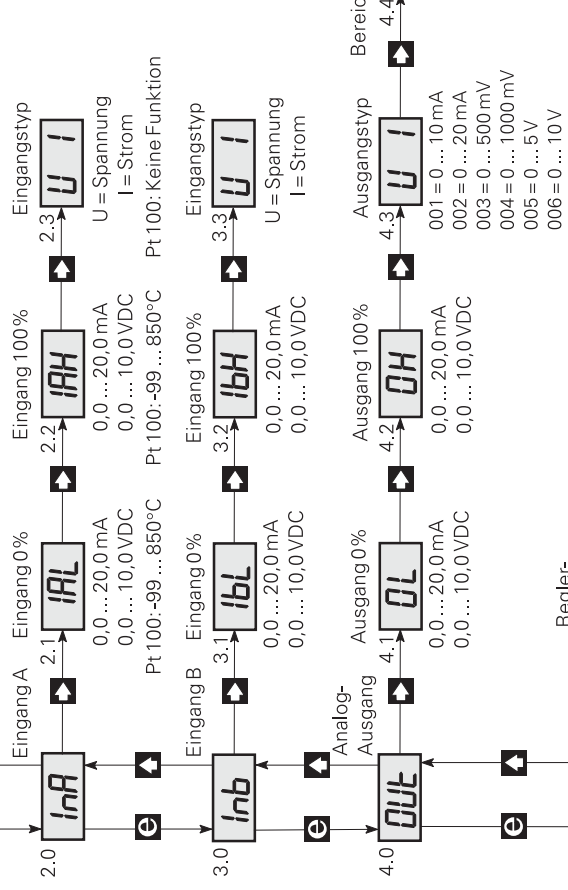 2.0
InA
Eingang A
2.1
Eingang 0%
IAL
0,0 ... 20,0 mA
0,0 ... 10,0 VDC
Pt100: -99 ... 850°C
2.2
Eingang 100%
IAH
0,0 ... 20,0 mA
0,0 ... 10,0 VDC
Pt100: -99 ... 850°C
2.3
Eingangstyp
U I
U = Spannung
I = Strom
Pt100: Keine Funktion
e
3.0
Inb
Eingang B
3.1
Eingang 0%
IbL
0,0 ... 20,0 mA
0,0 ... 10,0 VDC
3.2
Eingang 100%
IbH
0,0 ... 20,0 mA
0,0 ... 10,0 VDC
3.3
Eingangstyp
U I
U = Spannung
I = Strom
e
4.0
OUt
Analog-
Ausgang
4.1
Ausgang 0%
OL
0,0 ... 20,0 mA
0,0 ... 10,0 VDC
4.2
Ausgang 100%
OH
0,0 ... 20,0 mA
0,0 ... 10,0 VDC
4.3
Ausgangstyp
U I
001 = 0 ... 10 mA
002 = 0 ... 20 mA
003 = 0 ... 500 mV
004 = 0 ... 1000 mV
005 = 0 ... 5 V
006 = 0 ... 10 V
4.4
Bereic
e
Regler-